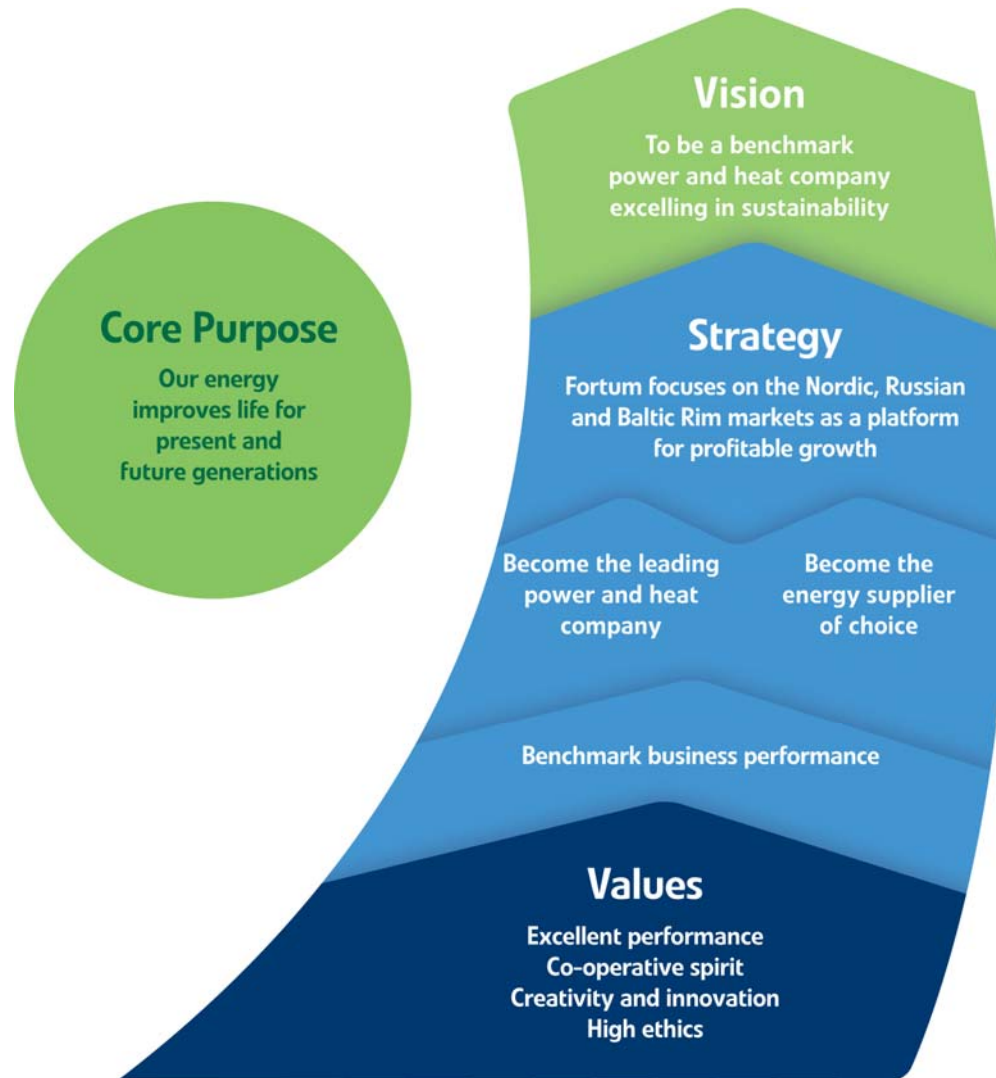 Core Purpose
Our energy
improves life for
present and
future generations
Vision
To be a benchmark
power and heat company
excelling in sustainability
Strategy
Fortum focuses on the Nordic, Russian
and Baltic Rim markets as a platform
for profitable growth
Become the leading
power and heat
company
Become the
energy supplier
of choice
Benchmark business performance
Values
Excellent performance
Co-operative spirit
Creativity and innovation
High ethics